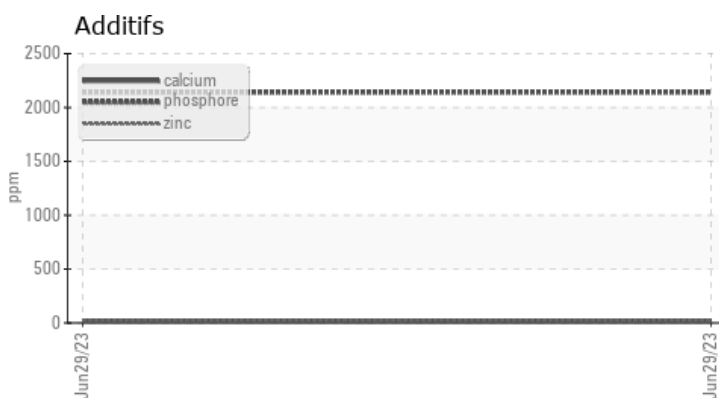 Additifs
2500
2000
1500
1000
500
0
ppm
calcium
phosphore
zinc
Jun29/23
Jun29/23